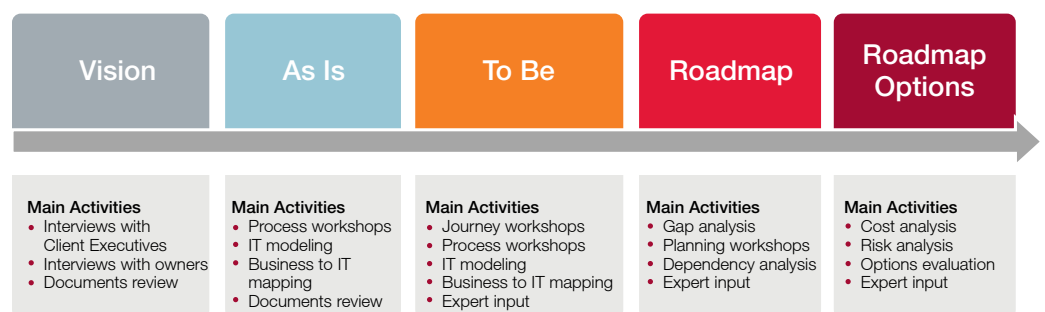 Vision
As Is
To Be
Roadmap
Roadmap
Options
Main Activities
• Interviews with
Client Executives
• Interviews with owners
• Documents review
Main Activities
• Process workshops
• IT modeling
• Business to IT
mapping
• Documents review
Main Activities
• Journey workshops
• Process workshops
• IT modeling
• Business to IT mapping
• Expert input
Main Activities
• Gap analysis
• Planning workshops
• Dependency analysis
• Expert input
Main Activities
• Cost analysis
• Risk analysis
• Options evaluation
• Expert input